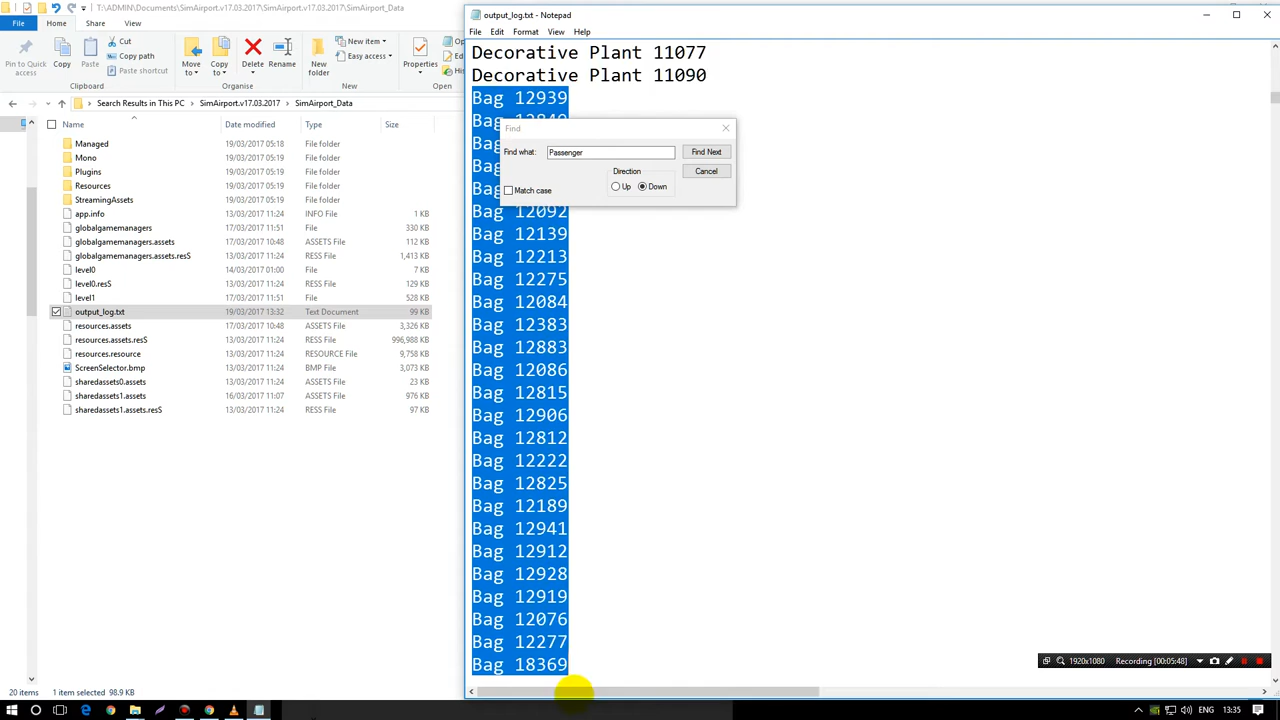 T:\ADMIN\Documents\SimAirport.v17.03.2017\SimAirport.v17.03.2017\SimAirport_Data
File
Home
Share
View
Pin to Quick access
Copy
Paste
Cut
Copy path
Paste shortcut
Clipboard
Move to
Copy to
Delete
Rename
Organise
New folder
New item
Easy access
New
Properties
Open
Search Results in This PC > SimAirport.v17.03.2017 > SimAirport_Data
Name Date modified Type Size
Managed 19/03/2017 05:18 File folder
Mono 19/03/2017 05:18 File folder
Plugins 19/03/2017 05:18 File folder
Resources 19/03/2017 05:19 File folder
StreamingAssets 19/03/2017 05:19 File folder
app.info 13/03/2017 11:24 INFO File 1 KB
globalgamemanagers 17/03/2017 11:51 File 330 KB
globalgamemanagers.assets 17/03/2017 10:48 ASSETS File 112 KB
globalgamemanagers.assets.resS 13/03/2017 11:24 RESS File 1,413 KB
level0 14/03/2017 01:00 File 7 KB
level0.resS 13/03/2017 11:24 RESS File 129 KB
level1 17/03/2017 11:51 File 528 KB
output_log.txt 19/03/2017 13:32 Text Document 99 KB
resources.assets 17/03/2017 10:48 ASSETS File 3,326 KB
resources.assets.resS 13/03/2017 11:24 RESS File 996,988 KB
resources.resource 13/03/2017 11:24 RESOURCE File 9,758 KB
ScreenSelector.bmp 13/03/2017 11:24 BMP File 3,073 KB
sharedassets0.assets 13/03/2017 11:24 ASSETS File 23 KB
sharedassets1.assets 16/03/2017 11:07 ASSETS File 976 KB
sharedassets1.assets.resS 13/03/2017 11:24 RESS File 97 KB
20 items 1 item selected 98.9 KB
output_log.txt - Notepad
File Edit Format View Help
Decorative Plant 11077
Decorative Plant 11090
Bag 12939
Find
Find what: Passenger Find Next
Direction Cancel
Up Down
Match case
Bag 12092
Bag 12139
Bag 12213
Bag 12275
Bag 12084
Bag 12383
Bag 12883
Bag 12086
Bag 12815
Bag 12906
Bag 12812
Bag 12222
Bag 12825
Bag 12189
Bag 12941
Bag 12912
Bag 12928
Bag 12919
Bag 12076
Bag 12277
Bag 18369
1920x1080 Recording [00:05:48]
ENG 13:35